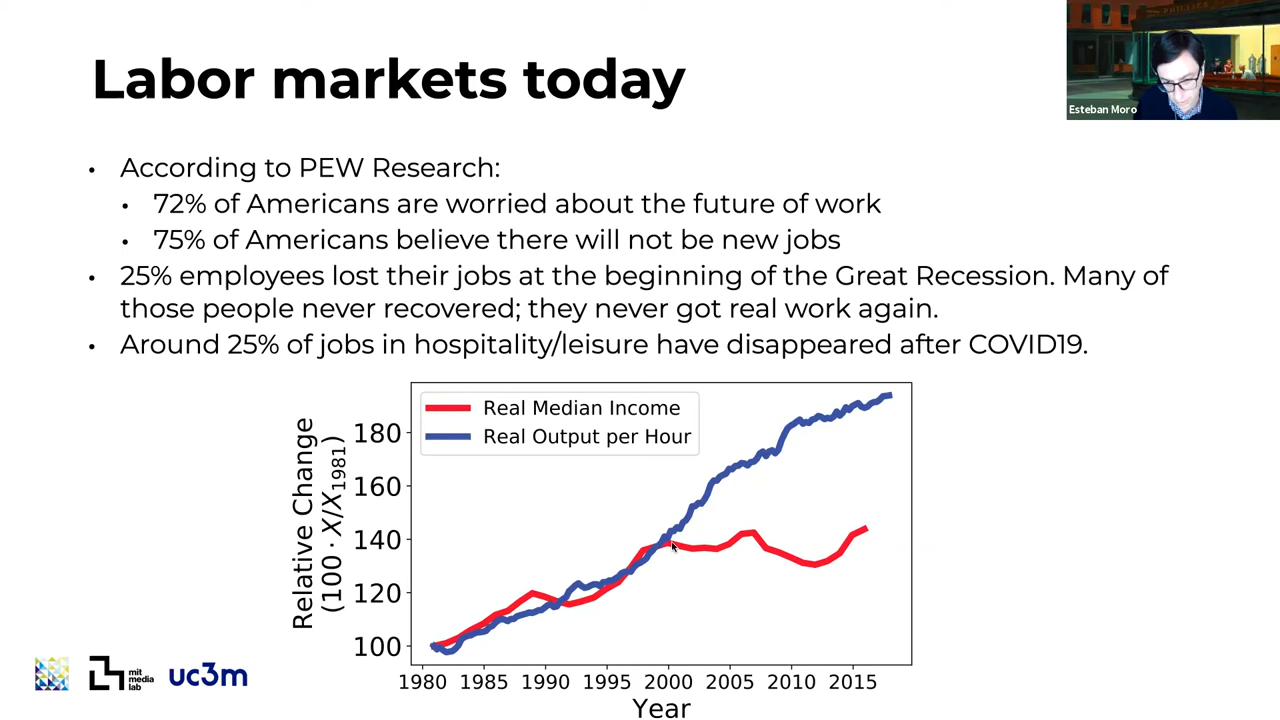 Labor markets today
PHILLIES
Esteban Moro
• According to PEW Research:
• 72% of Americans are worried about the future of work
• 75% of Americans believe there will not be new jobs
• 25% employees lost their jobs at the beginning of the Great Recession. Many of
those people never recovered; they never got real work again.
• Around 25% of jobs in hospitality/leisure have disappeared after COVID19.
Real Median Income
Real Output per Hour
Relative Change
(100 · X/X₁₉₈₁)
180
160
140
120
100
1980 1985 1990 1995 2000 2005 2010 2015
Year
mit
media
lab
uc3m